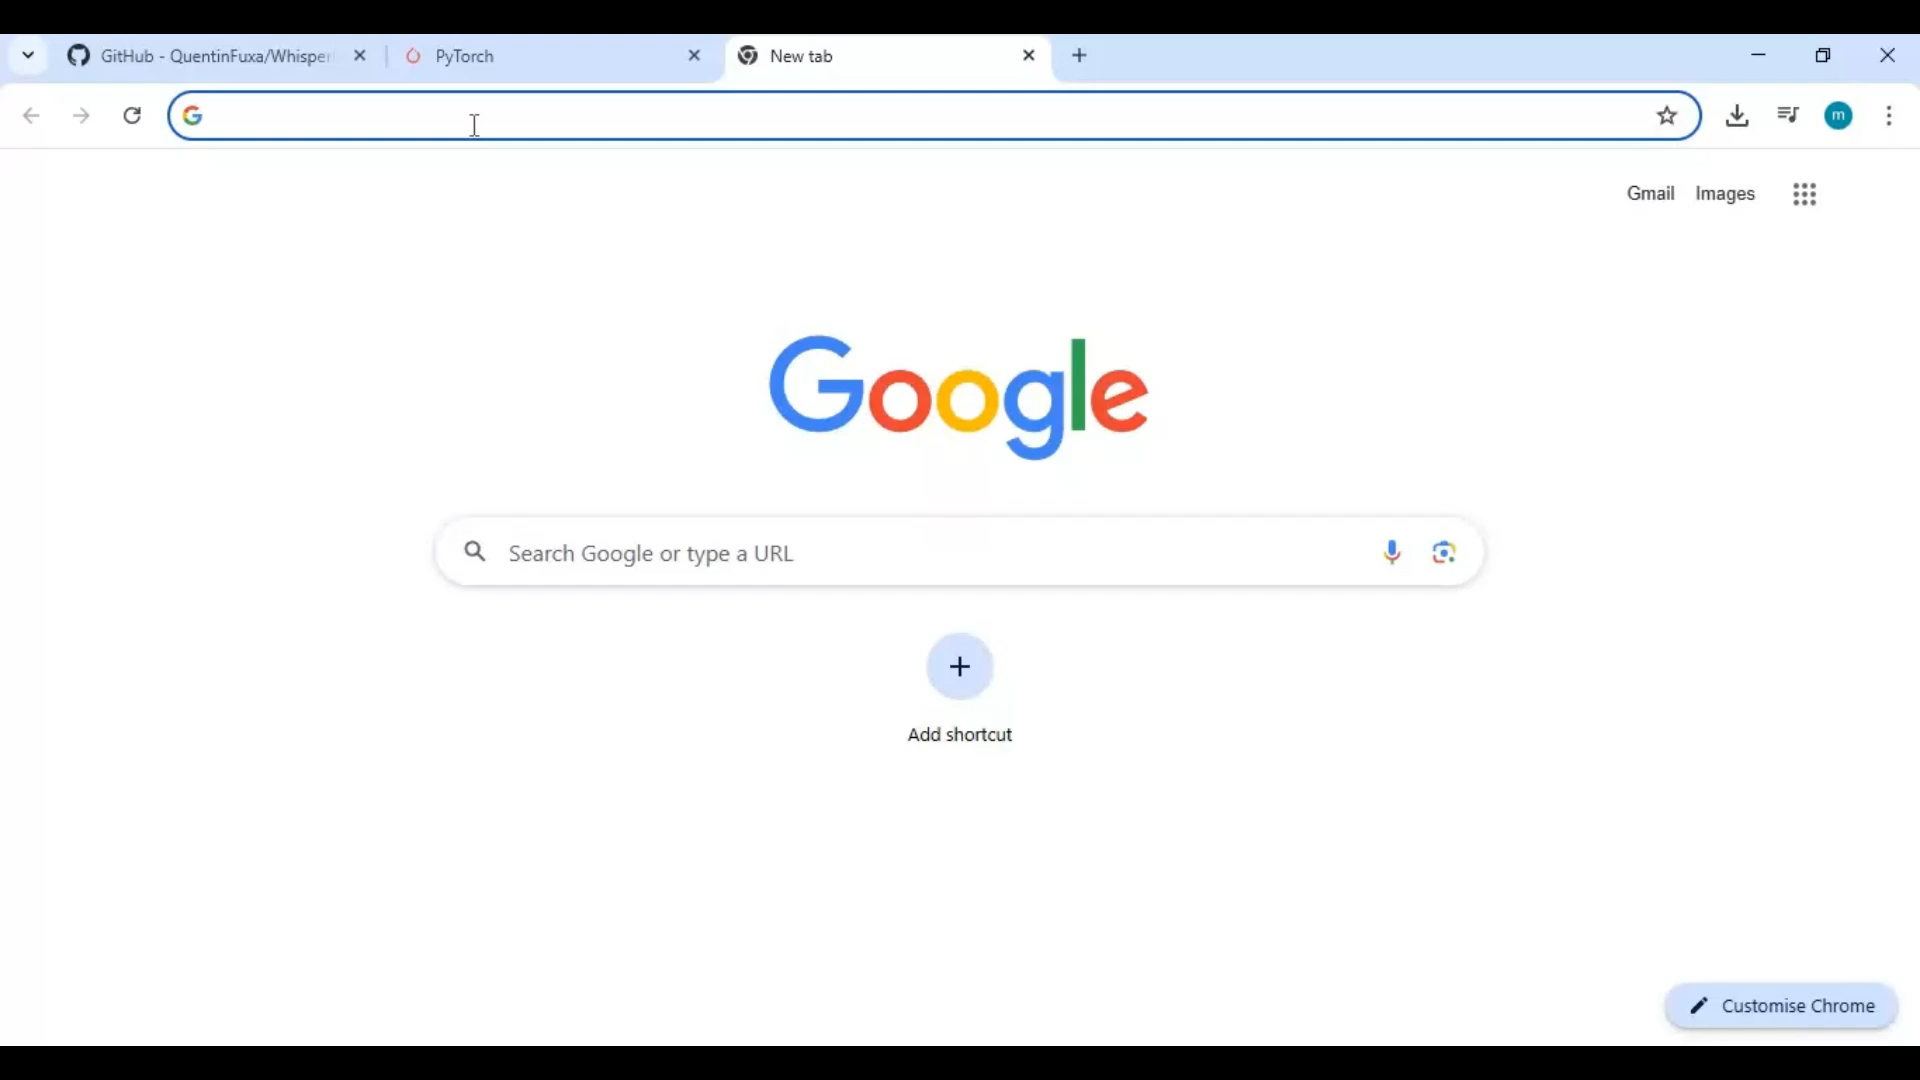 GitHub - QuentinFuxa/Whisper
PyTorch
New tab
m
Gmail
Images
Google
Search Google or type a URL
Add shortcut
Customise Chrome